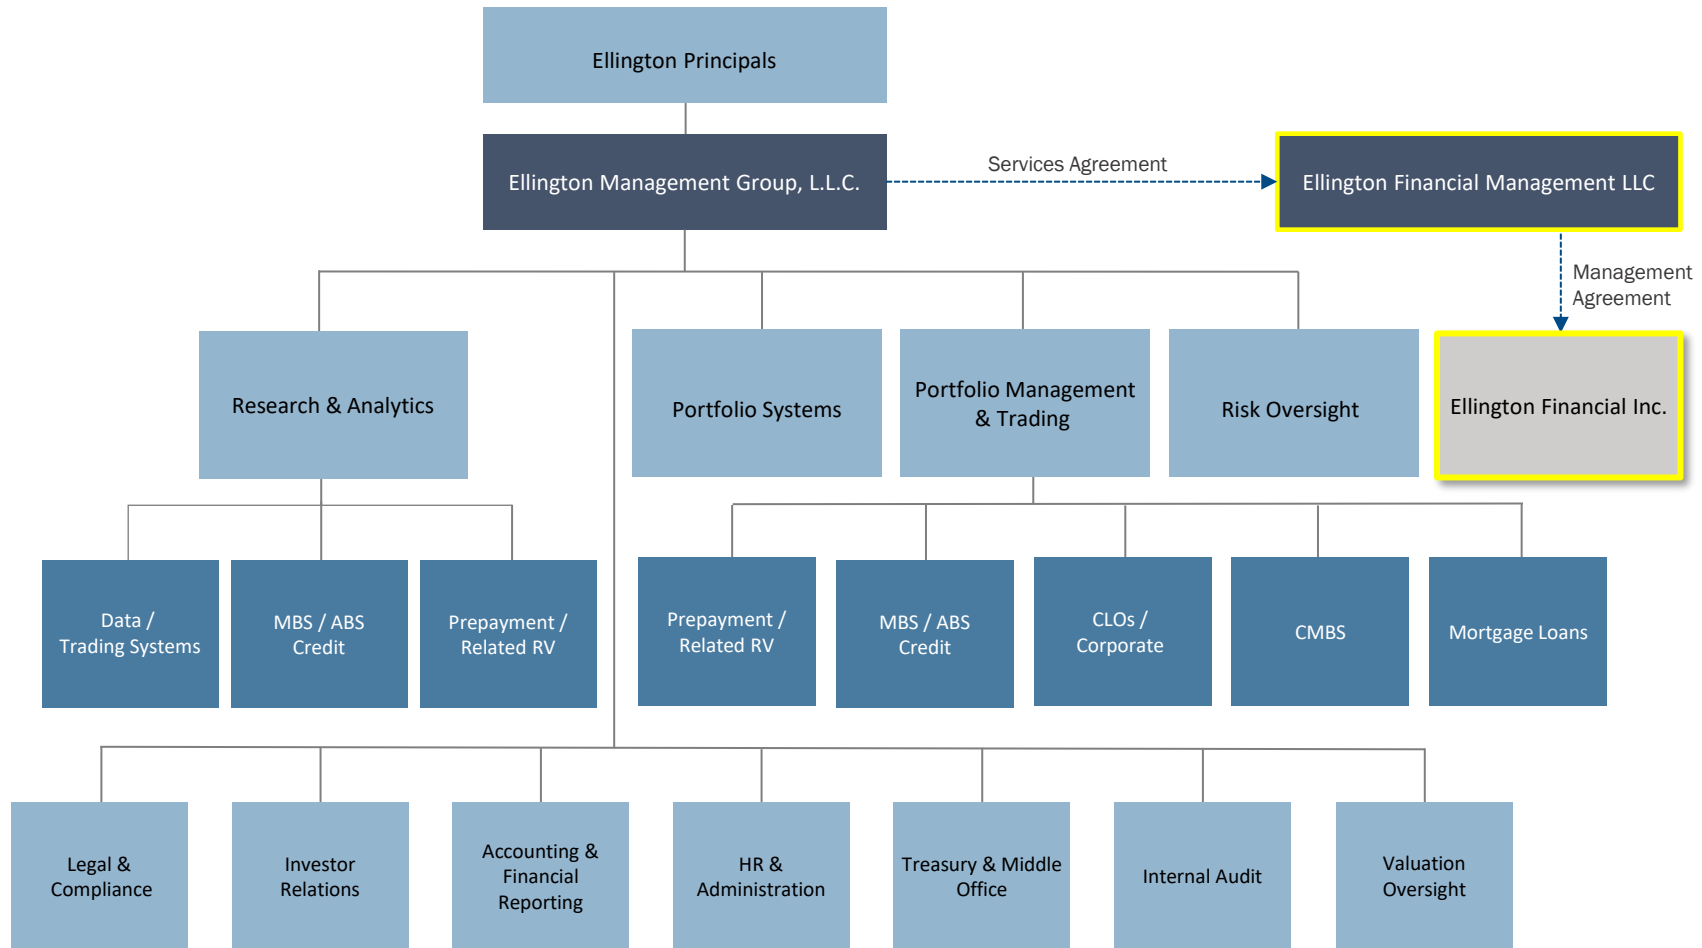 Ellington Principals
Ellington Management Group, L.L.C.
Services Agreement
Ellington Financial Management LLC
Management
Agreement
Research & Analytics
Portfolio Systems
Portfolio Management
& Trading
Risk Oversight
Ellington Financial Inc.
Data /
Trading Systems
MBS / ABS
Credit
Prepayment /
Related RV
Prepayment /
Related RV
MBS / ABS
Credit
CLOs /
Corporate
CMBS
Mortgage Loans
Legal &
Compliance
Investor
Relations
Accounting &
Financial
Reporting
HR &
Administration
Treasury & Middle
Office
Internal Audit
Valuation
Oversight